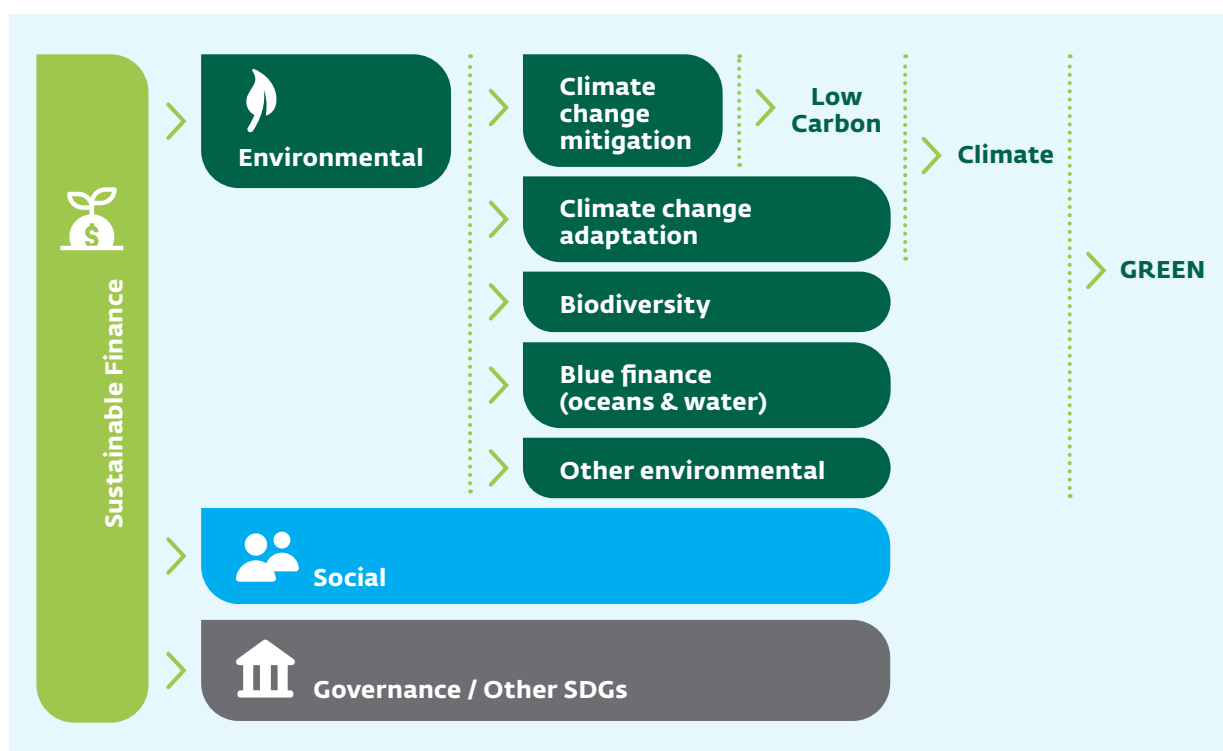 Sustainable Finance
$
Environmental
Climate
change
mitigation
Low
Carbon
Climate
Climate change
adaptation
GREEN
Biodiversity
Blue finance
(oceans & water)
Other environmental
Social
Governance / Other SDGs